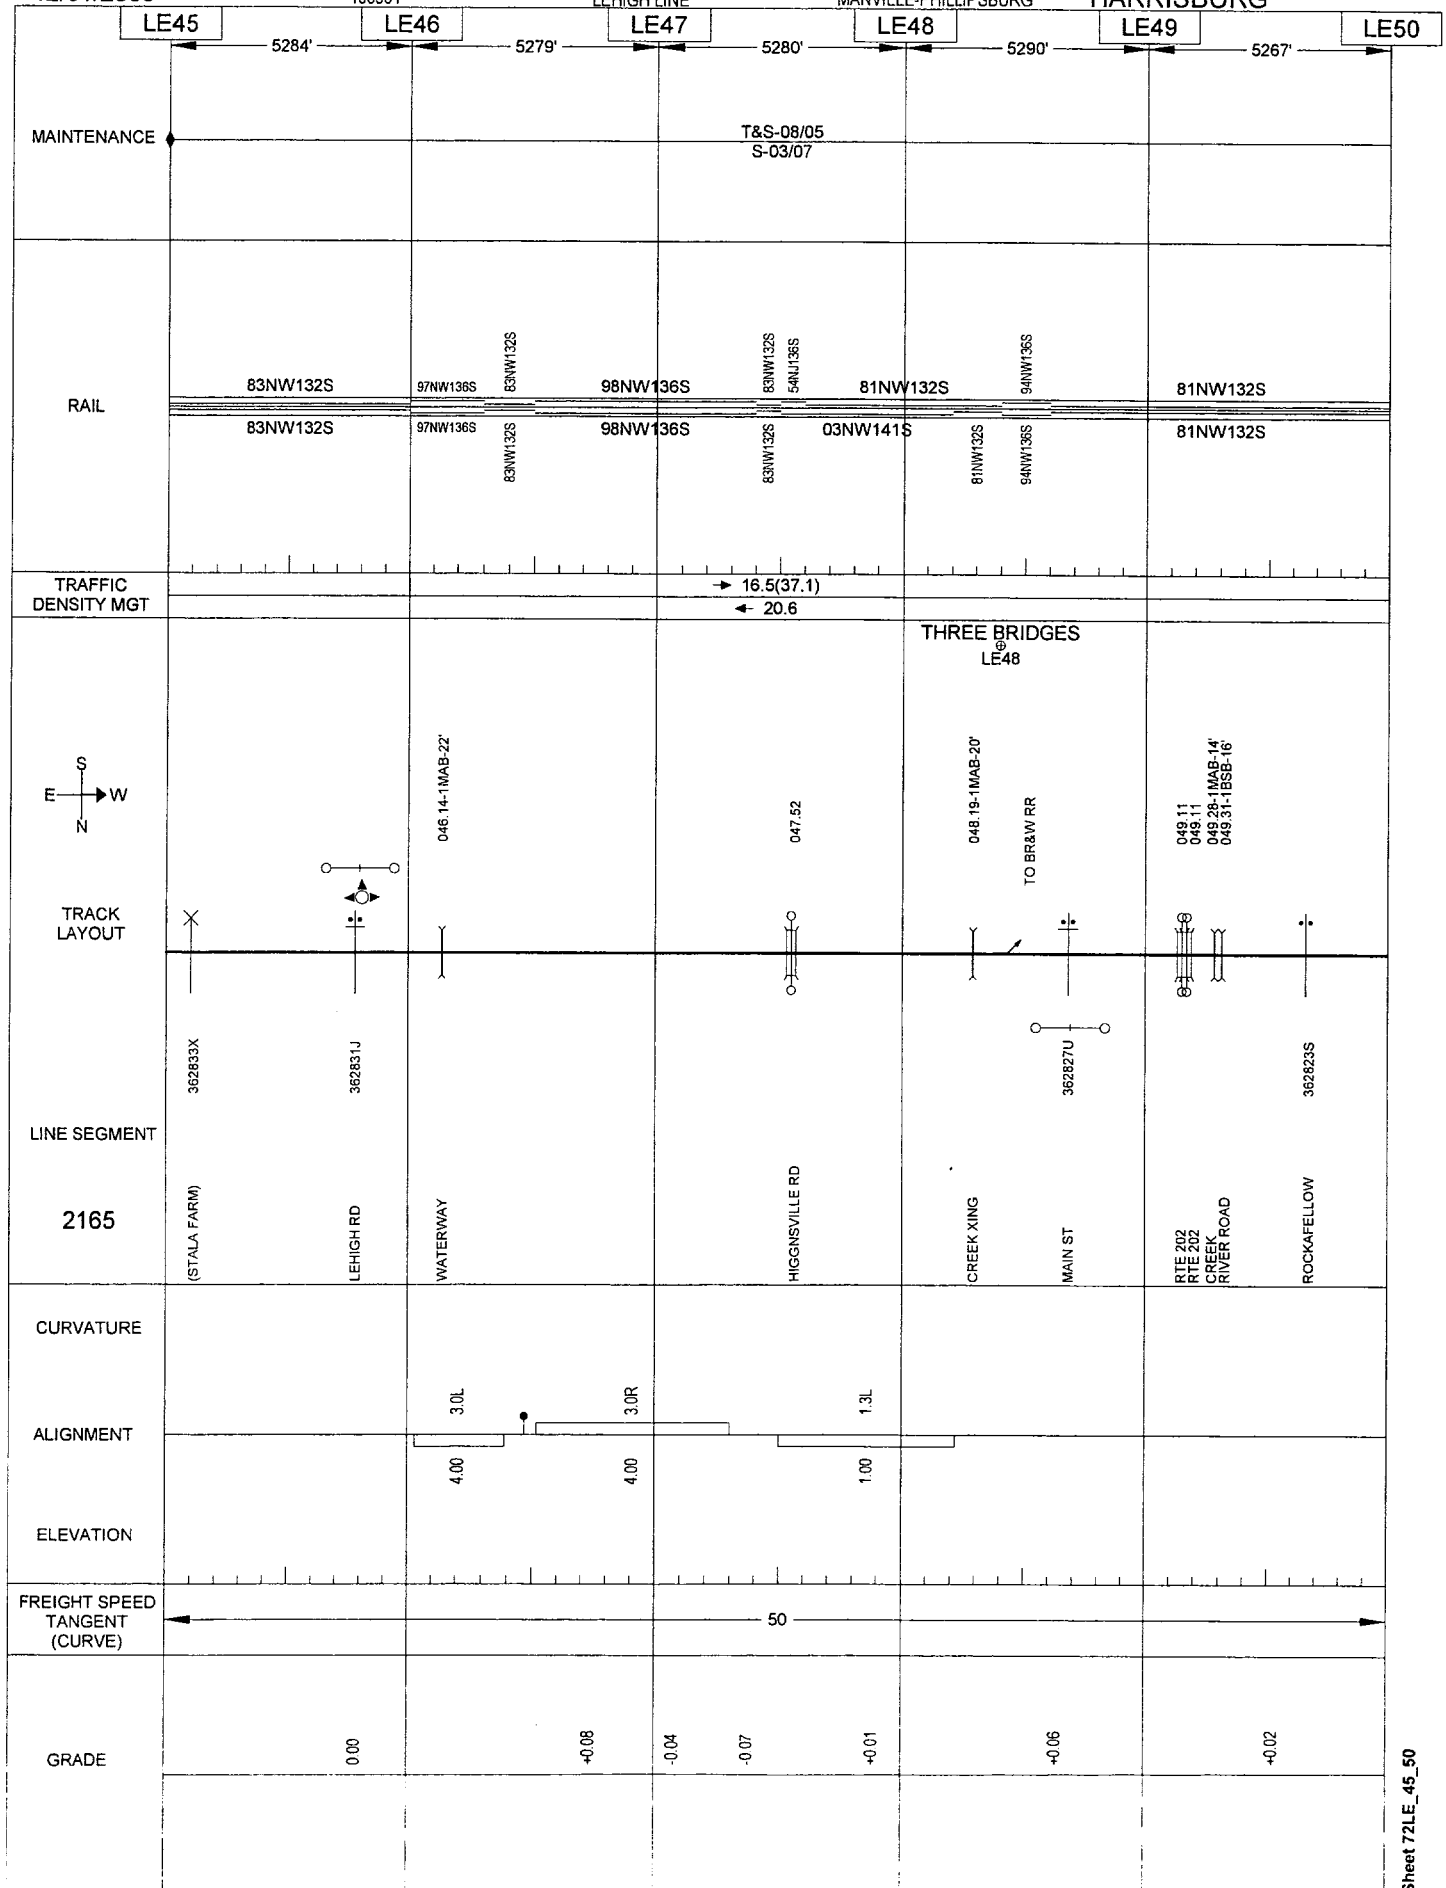 LEHIGH LINE
MANVILLE-PHILLIPSBURG
HARRISBURG
LE45
LE46
LE47
LE48
LE49
LE50
5284'
5279'
5280'
5290'
5267'
MAINTENANCE
T&S-08/05
S-03/07
RAIL
83NW132S
97NW136S
83NW132S
98NW136S
83NW132S
54NJ136S
81NW132S
94NW136S
81NW132S
83NW132S
97NW136S
83NW132S
98NW136S
83NW132S
03NW141S
81NW132S
94NW136S
81NW132S
TRAFFIC
DENSITY MGT
16.5(37.1)
20.6
THREE BRIDGES
LE48
S
E W
N
046.14-1MAB-22'
047.52
048.19-1MAB-20'
TO BR&W RR
049.11
049.11
049.28-1MAB-14'
049.31-1BSB-16'
TRACK
LAYOUT
362833X
362831J
362827U
362823S
LINE SEGMENT
2165
(STALA FARM)
LEHIGH RD
WATERWAY
HIGGNSVILLE RD
CREEK XING
MAIN ST
RTE 202
RTE 202
CREEK
RIVER ROAD
ROCKAFELLOW
CURVATURE
3.0L
3.0R
1.3L
ALIGNMENT
4.00
4.00
1.00
ELEVATION
FREIGHT SPEED
TANGENT
(CURVE)
50
GRADE
0.00
+0.08
-0.04
-0.07
+0.01
+0.06
+0.02
Sheet 72LE_45_50